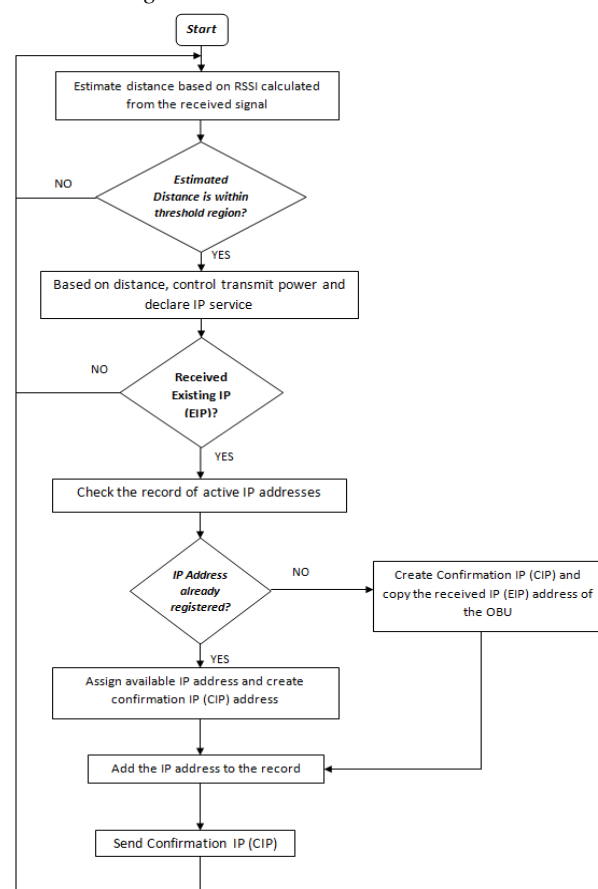 Start
Estimate distance based on RSSI calculated
from the received signal
Estimated
Distance is within
threshold region?
NO
YES
Based on distance, control transmit power and
declare IP service
NO
Received
Existing IP
(EIP)?
YES
Check the record of active IP addresses
IP Address
already
registered?
NO
Create Confirmation IP (CIP) and
copy the received IP (EIP) address of
the OBU
YES
Assign available IP address and create
confirmation IP (CIP) address
Add the IP address to the record
Send Confirmation IP (CIP)